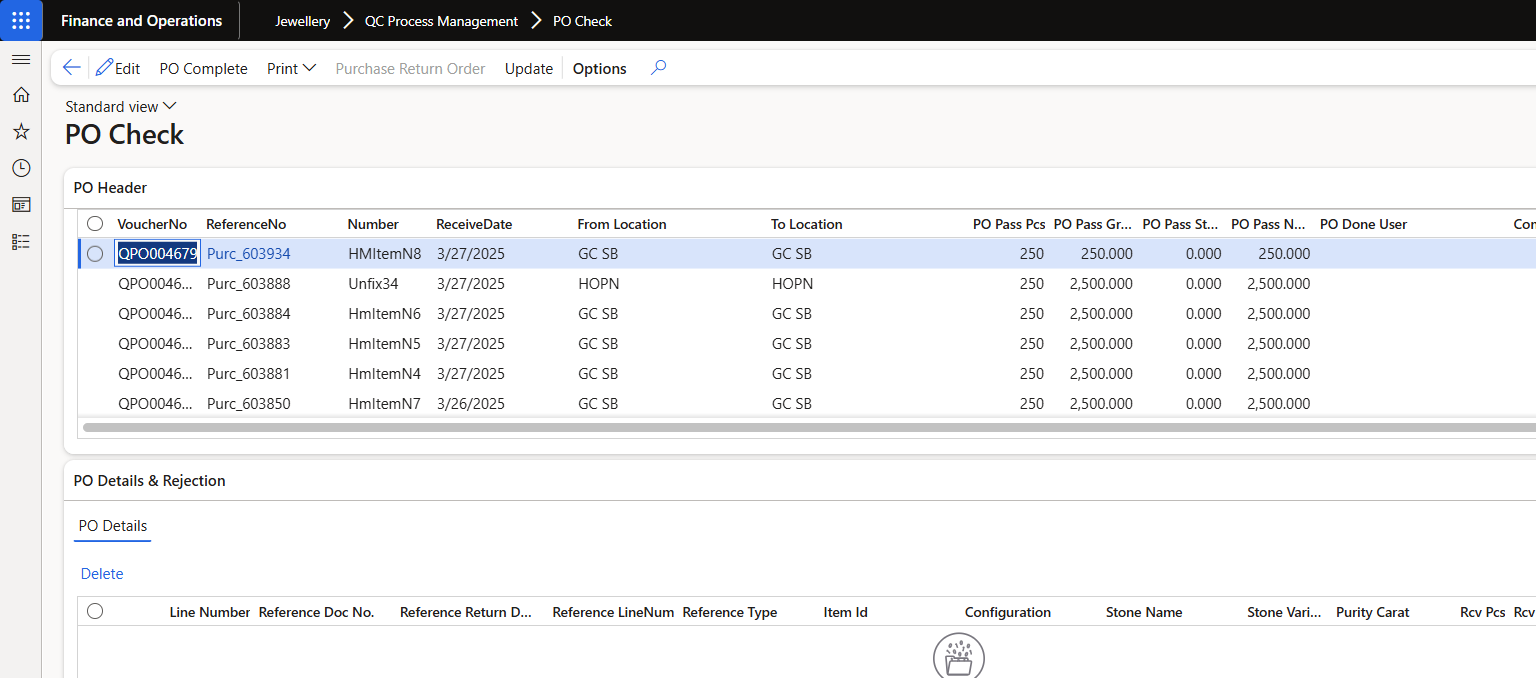 Finance and Operations Jewellery QC Process Management PO Check
Edit PO Complete Print Purchase Return Order Update Options
Standard view
PO Check
PO Header
VoucherNo ReferenceNo Number ReceiveDate From Location To Location PO Pass Pcs PO Pass Gr... PO Pass St... PO Pass N... PO Done User Con
QPO004679 Purc_603934 HMItemN8 3/27/2025 GC SB GC SB 250 250.000 0.000 250.000
QPO0046... Purc_603888 Unfix34 3/27/2025 HOPN HOPN 250 2,500.000 0.000 2,500.000
QPO0046... Purc_603884 HmItemN6 3/27/2025 GC SB GC SB 250 2,500.000 0.000 2,500.000
QPO0046... Purc_603883 HmItemN5 3/27/2025 GC SB GC SB 250 2,500.000 0.000 2,500.000
QPO0046... Purc_603881 HmItemN4 3/27/2025 GC SB GC SB 250 2,500.000 0.000 2,500.000
QPO0046... Purc_603850 HmItemN7 3/26/2025 GC SB GC SB 250 2,500.000 0.000 2,500.000
PO Details & Rejection
PO Details
Delete
Line Number Reference Doc No. Reference Return D... Reference LineNum Reference Type Item Id Configuration Stone Name Stone Vari... Purity Carat Rcv Pcs Rcv